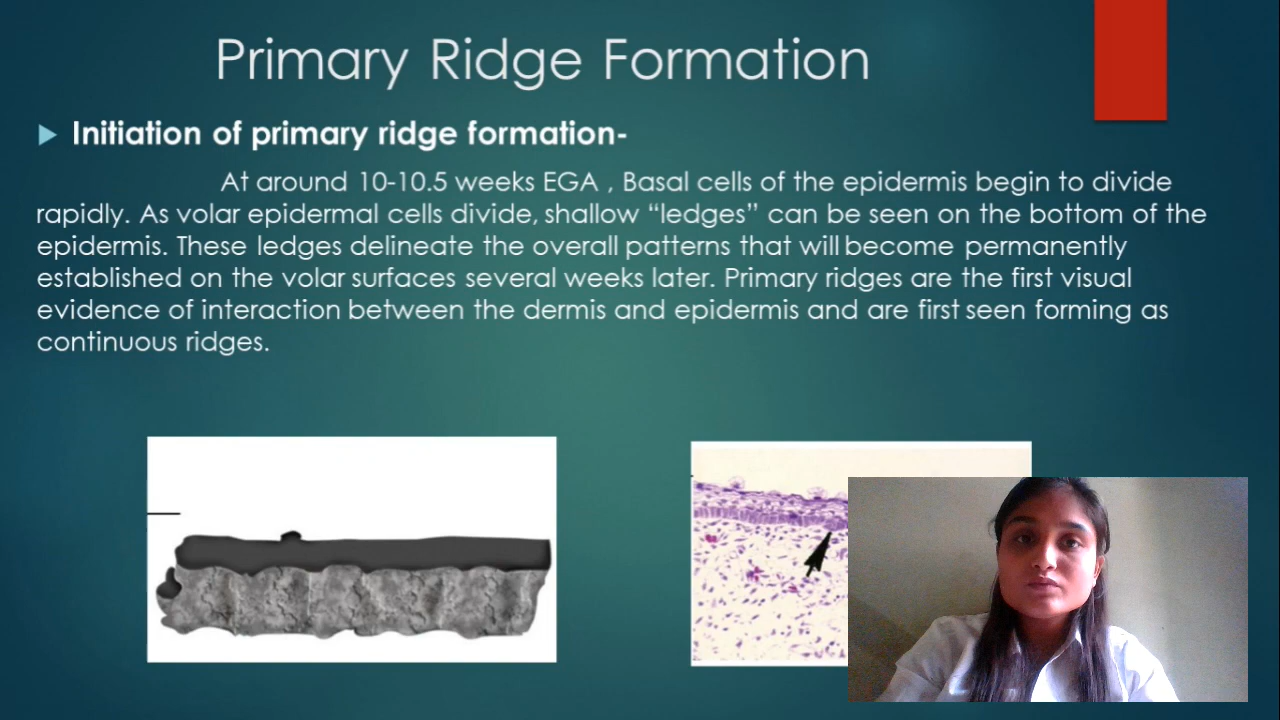 Primary Ridge Formation
Initiation of primary ridge formation-
At around 10-10.5 weeks EGA , Basal cells of the epidermis begin to divide
rapidly. As volar epidermal cells divide, shallow “ledges” can be seen on the bottom of the
epidermis. These ledges delineate the overall patterns that will become permanently
established on the volar surfaces several weeks later. Primary ridges are the first visual
evidence of interaction between the dermis and epidermis and are first seen forming as
continuous ridges.